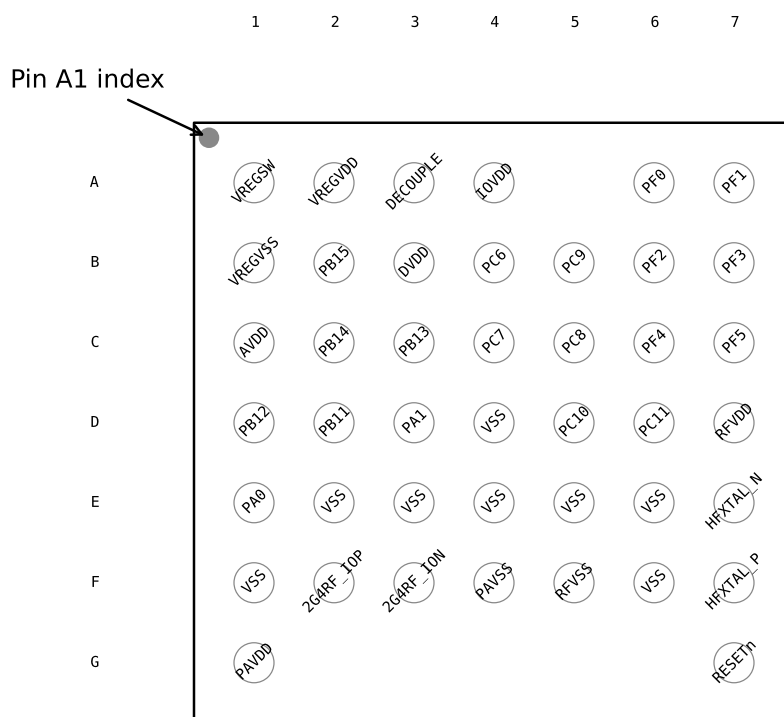 1 2 3 4 5 6 7
Pin A1 index
A VREGSW VREGVDD DECOUPLE IOVDD PF0 PF1
B VREGVSS PB15 DVDD PC6 PC9 PF2 PF3
C AVDD PB14 PB13 PC7 PC8 PF4 PF5
D PB12 PB11 PA1 VSS PC10 PC11 RFVDD
E PA0 VSS VSS VSS VSS VSS HFXTAL_N
F VSS 2G4RF_IOP 2G4RF_ION PAVSS RFVSS VSS HFXTAL_P
G PAVDD RESETn